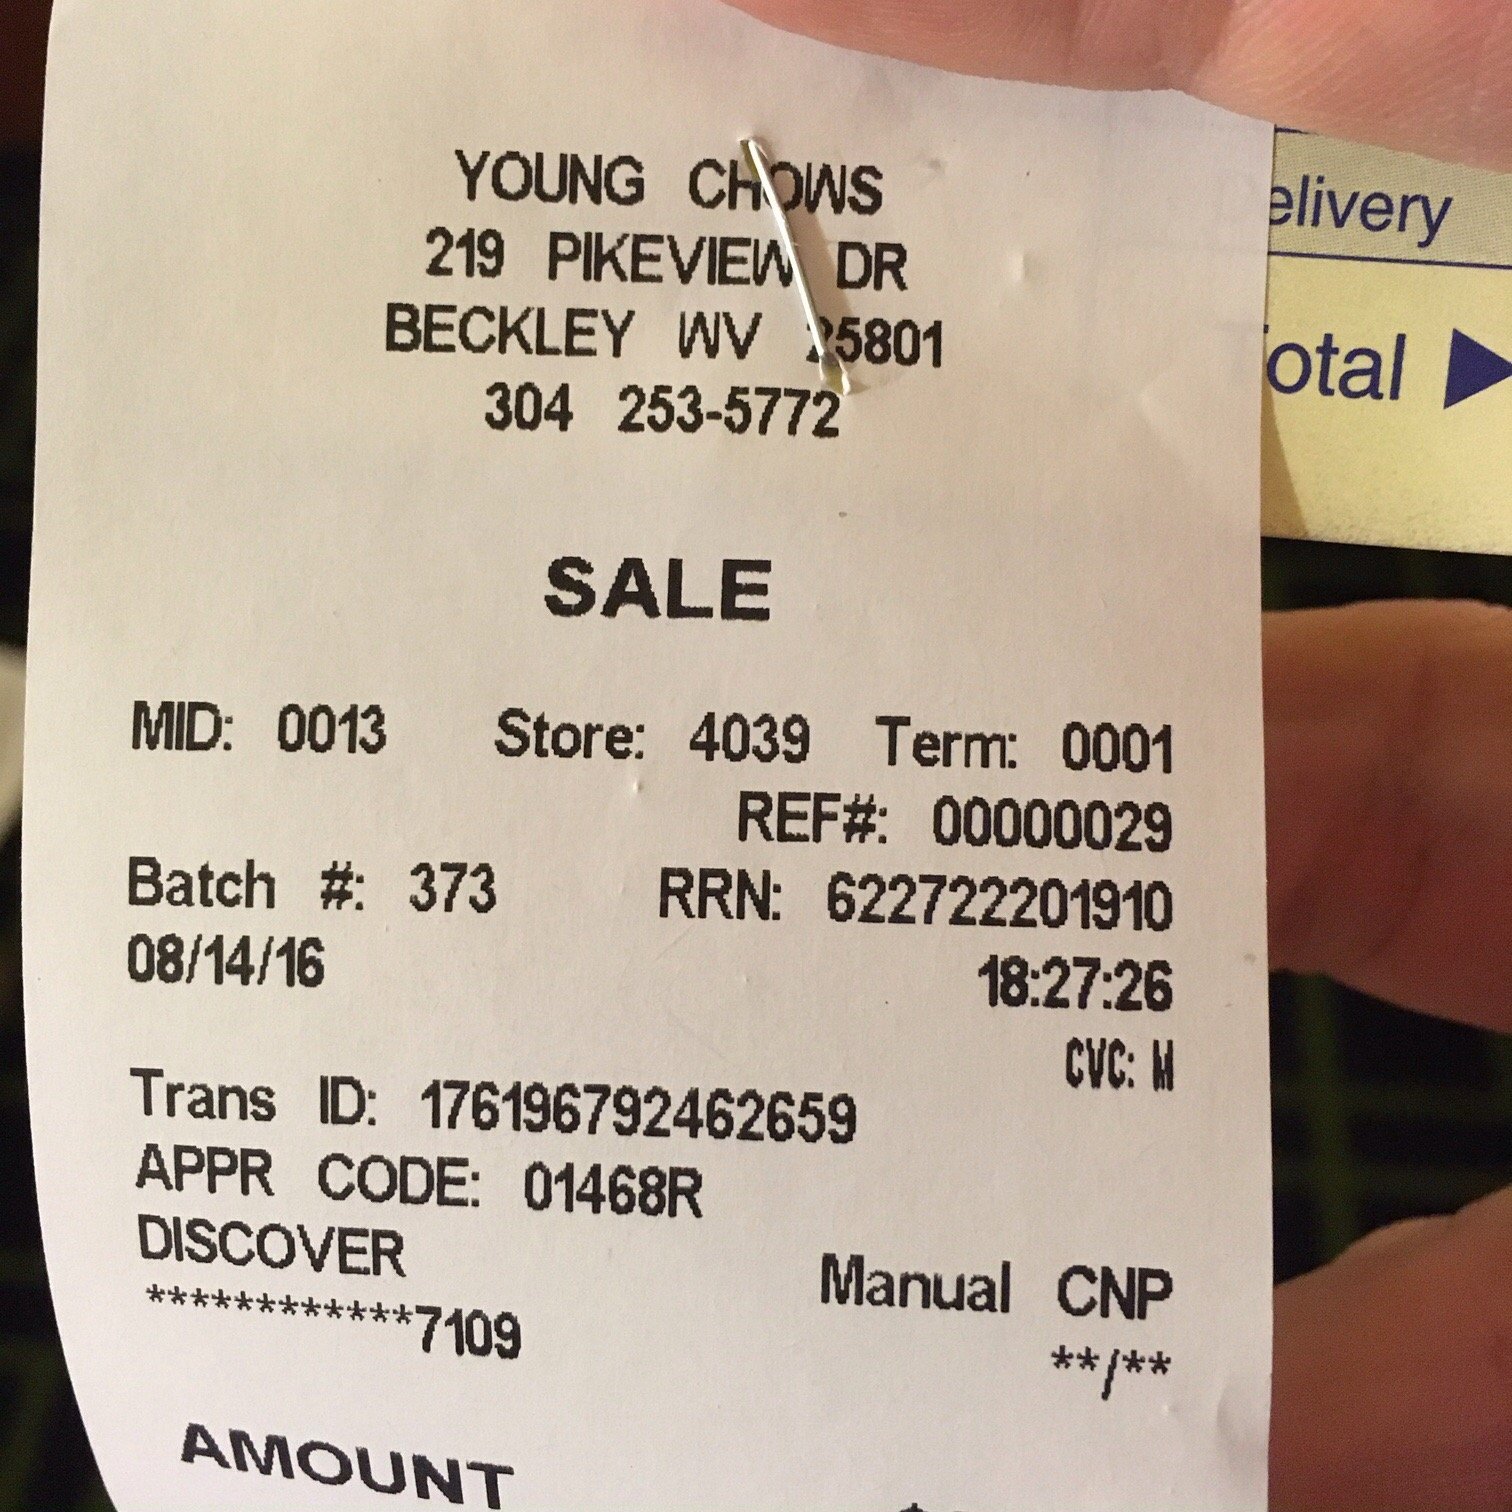 YOUNG CHOWS
219 PIKEVIEW DR
BECKLEY WV 25801
304 253-5772
elivery
otal
SALE
MID: 0013 Store: 4039 Term: 0001
REF#: 00000029
Batch #: 373 RRN: 622722201910
08/14/16 18:27:26
CVC: M
Trans ID: 176196792462659
APPR CODE: 01468R
DISCOVER Manual CNP
************7109 **/**
AMOUNT